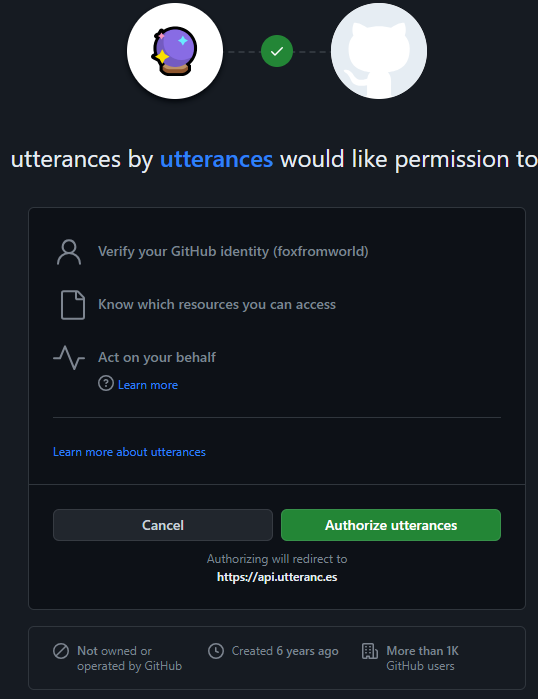 utterances by utterances would like permission to
Verify your GitHub identity (foxfromworld)
Know which resources you can access
Act on your behalf
Learn more
Learn more about utterances
Cancel
Authorize utterances
Authorizing will redirect to
https://api.utteranc.es
Not owned or
operated by GitHub
Created 6 years ago
More than 1K
GitHub users